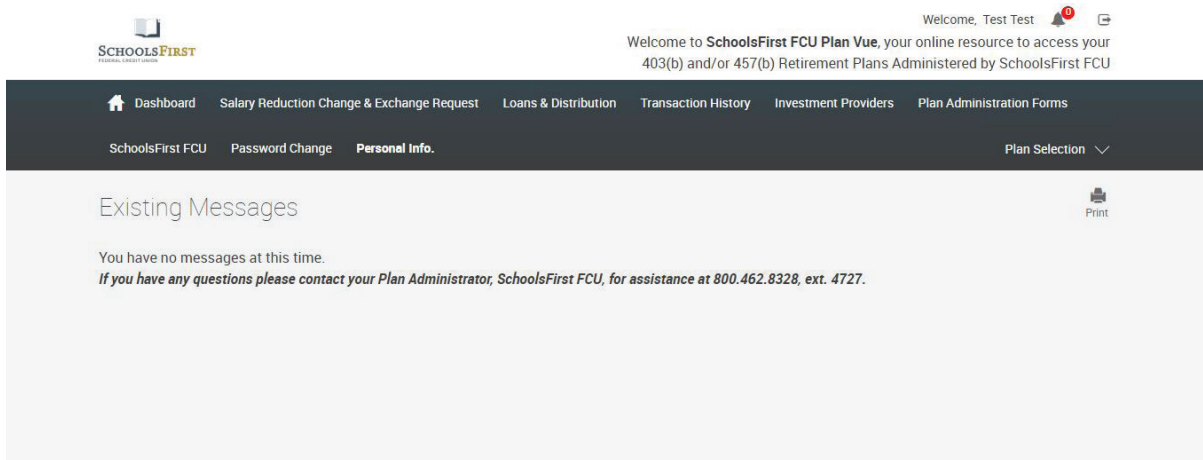 SCHOOLSFIRST
FEDERAL CREDIT UNION
Welcome, Test Test
0
Welcome to SchoolsFirst FCU Plan Vue, your online resource to access your
403(b) and/or 457(b) Retirement Plans Administered by SchoolsFirst FCU
Dashboard Salary Reduction Change & Exchange Request Loans & Distribution Transaction History Investment Providers Plan Administration Forms
SchoolsFirst FCU Password Change Personal Info. Plan Selection
Existing Messages
Print
You have no messages at this time.
If you have any questions please contact your Plan Administrator, SchoolsFirst FCU, for assistance at 800.462.8328, ext. 4727.